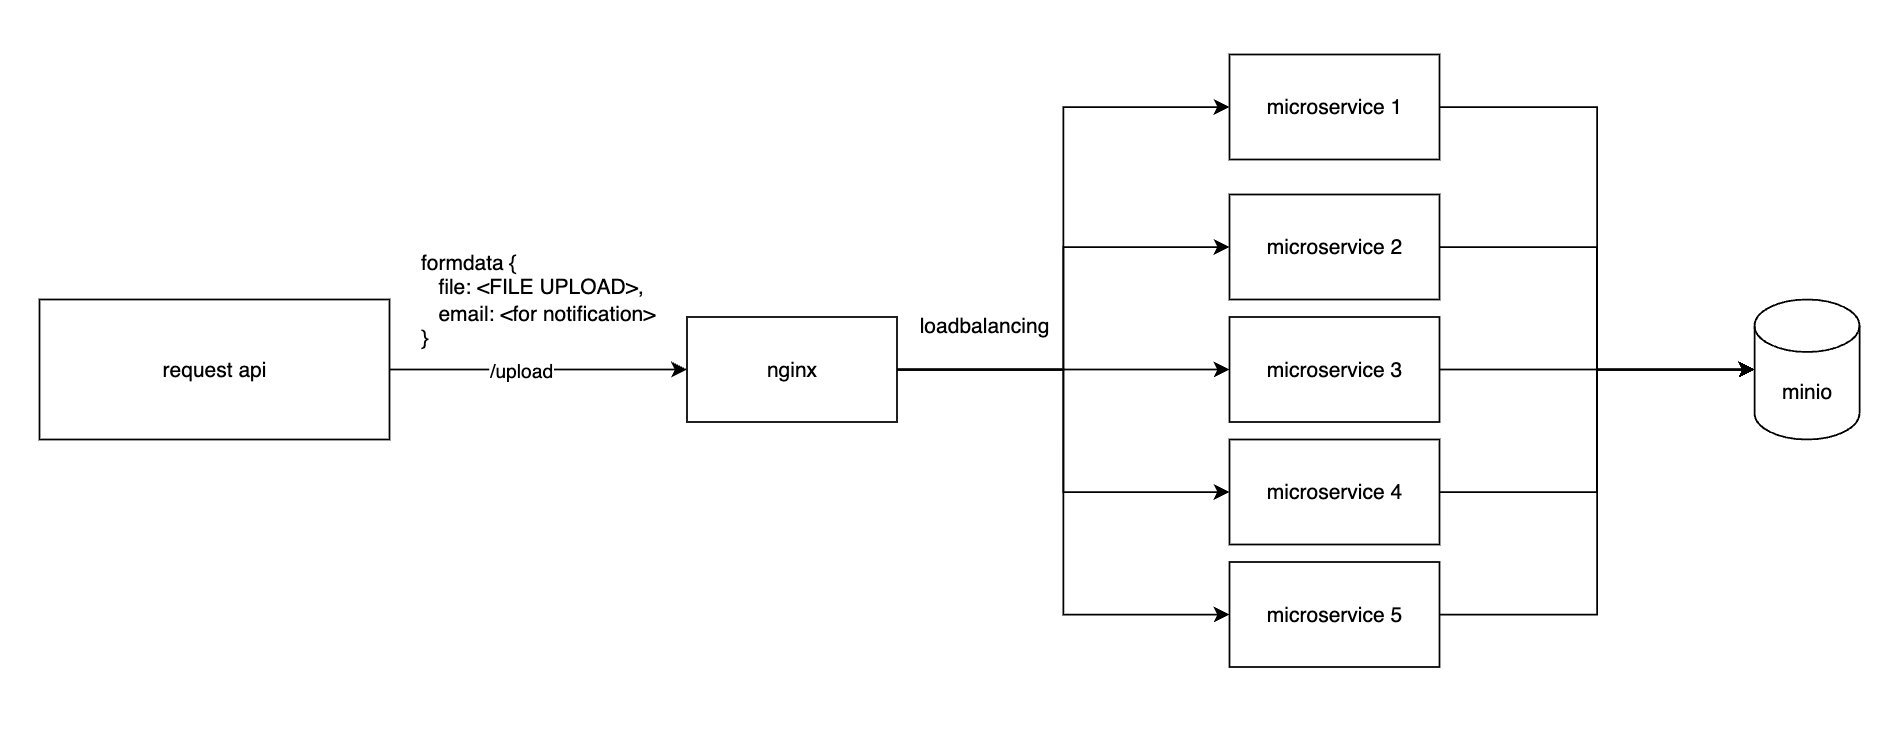 request api
formdata {
file: <FILE UPLOAD>,
email: <for notification>
}
/upload
nginx
loadbalancing
microservice 1
microservice 2
microservice 3
microservice 4
microservice 5
minio